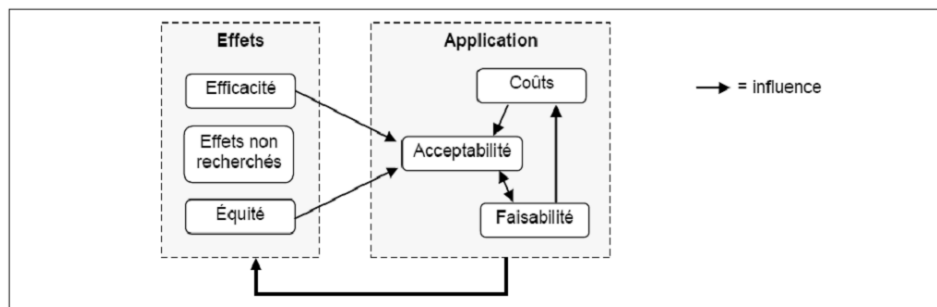 Effets
Application
Efficacité
Coûts
= influence
Effets non
recherchés
Acceptabilité
Équité
Faisabilité